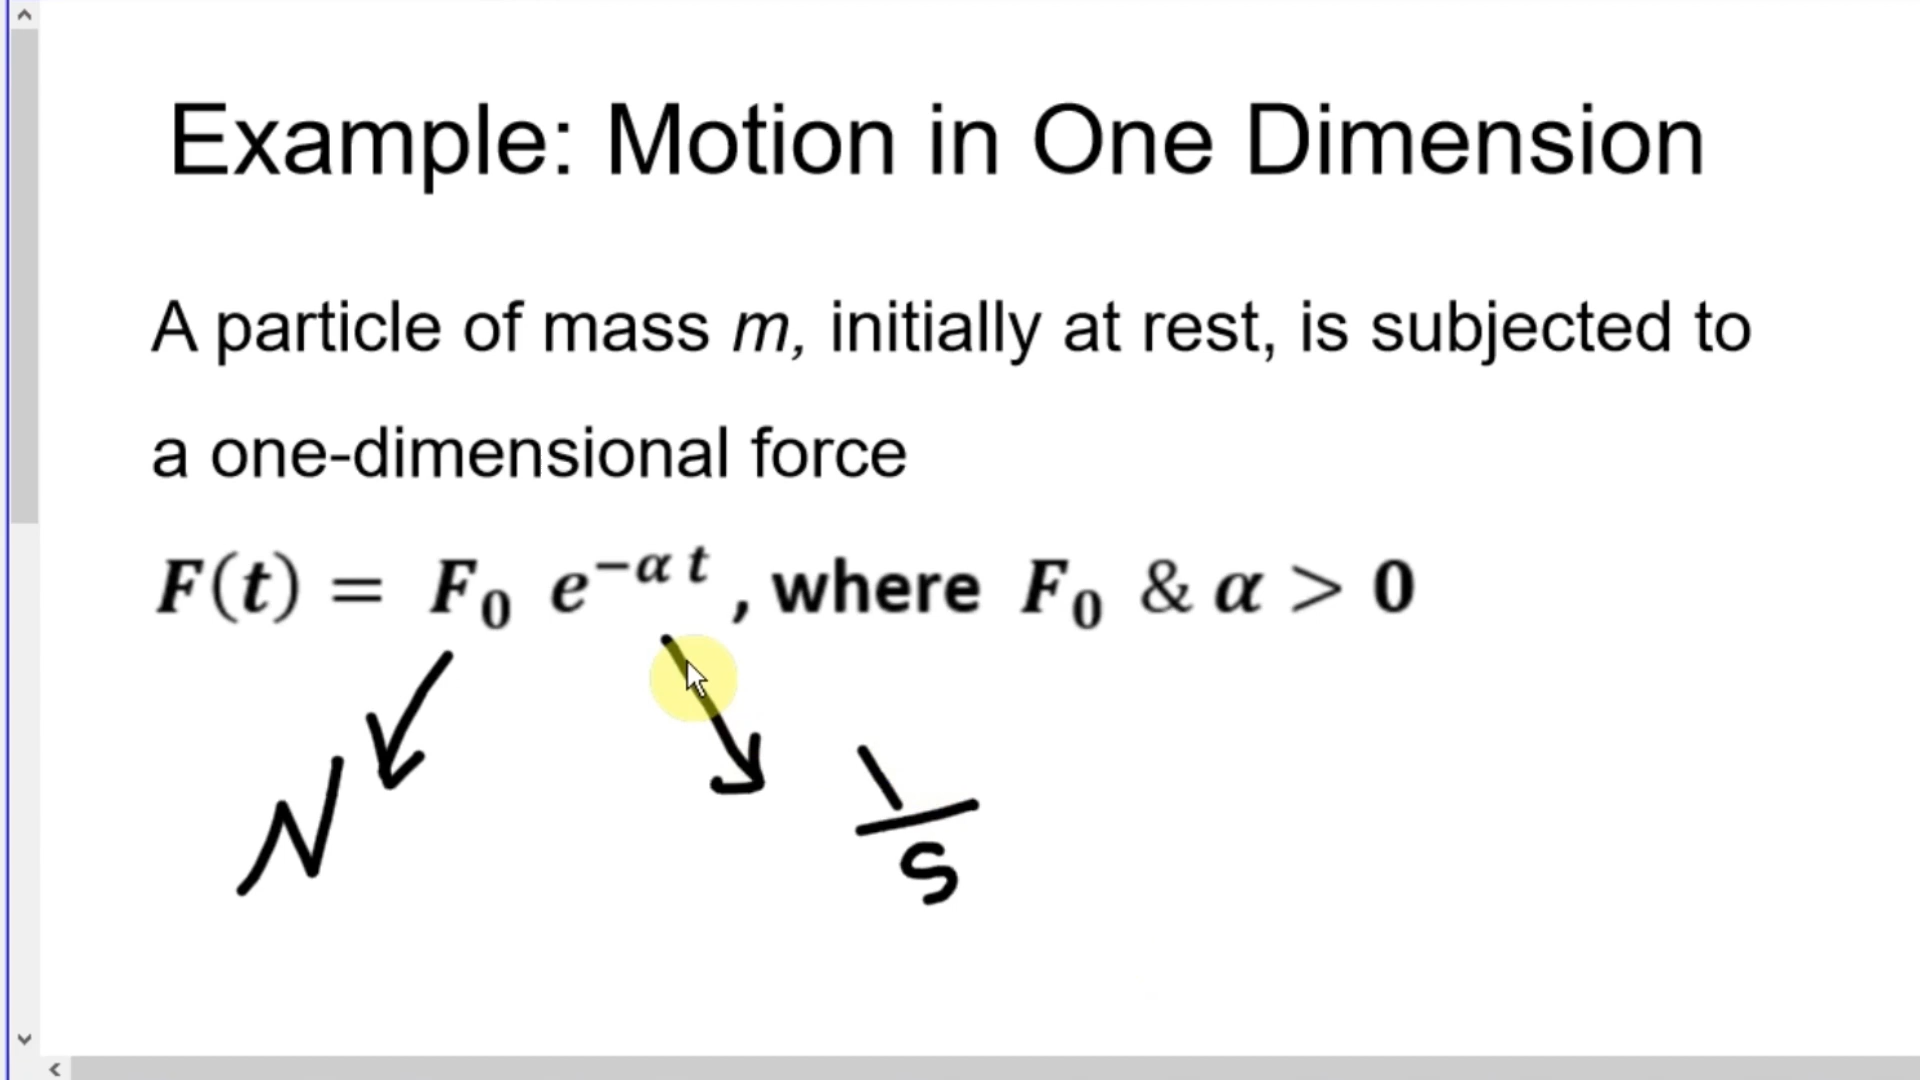 Example: Motion in One Dimension
A particle of mass m, initially at rest, is subjected to
a one-dimensional force
F(t) = F₀ e^{-α t} , where F₀ & α > 0
N
1/s